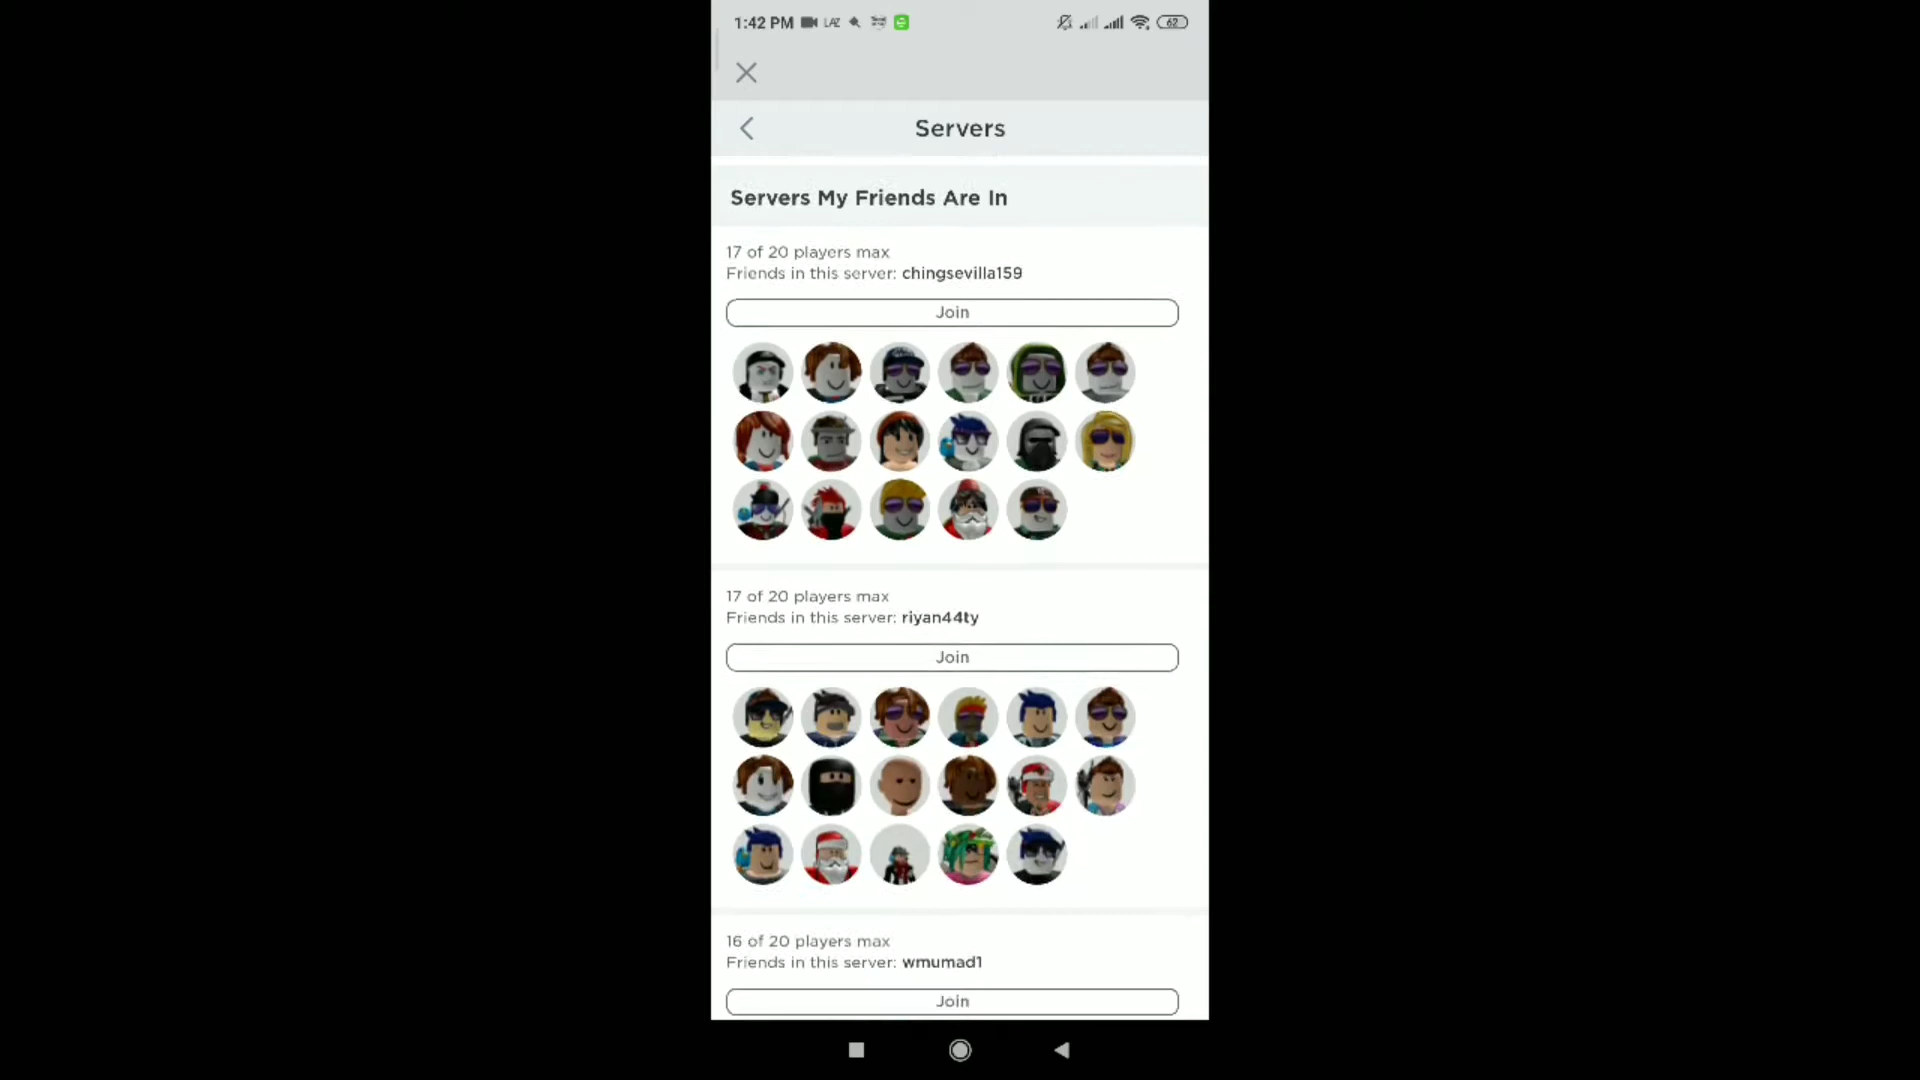 1:42 PM LAZ 62
Servers
Servers My Friends Are In
17 of 20 players max
Friends in this server: chingsevilla159
Join
17 of 20 players max
Friends in this server: riyan44ty
Join
16 of 20 players max
Friends in this server: wmumad1
Join